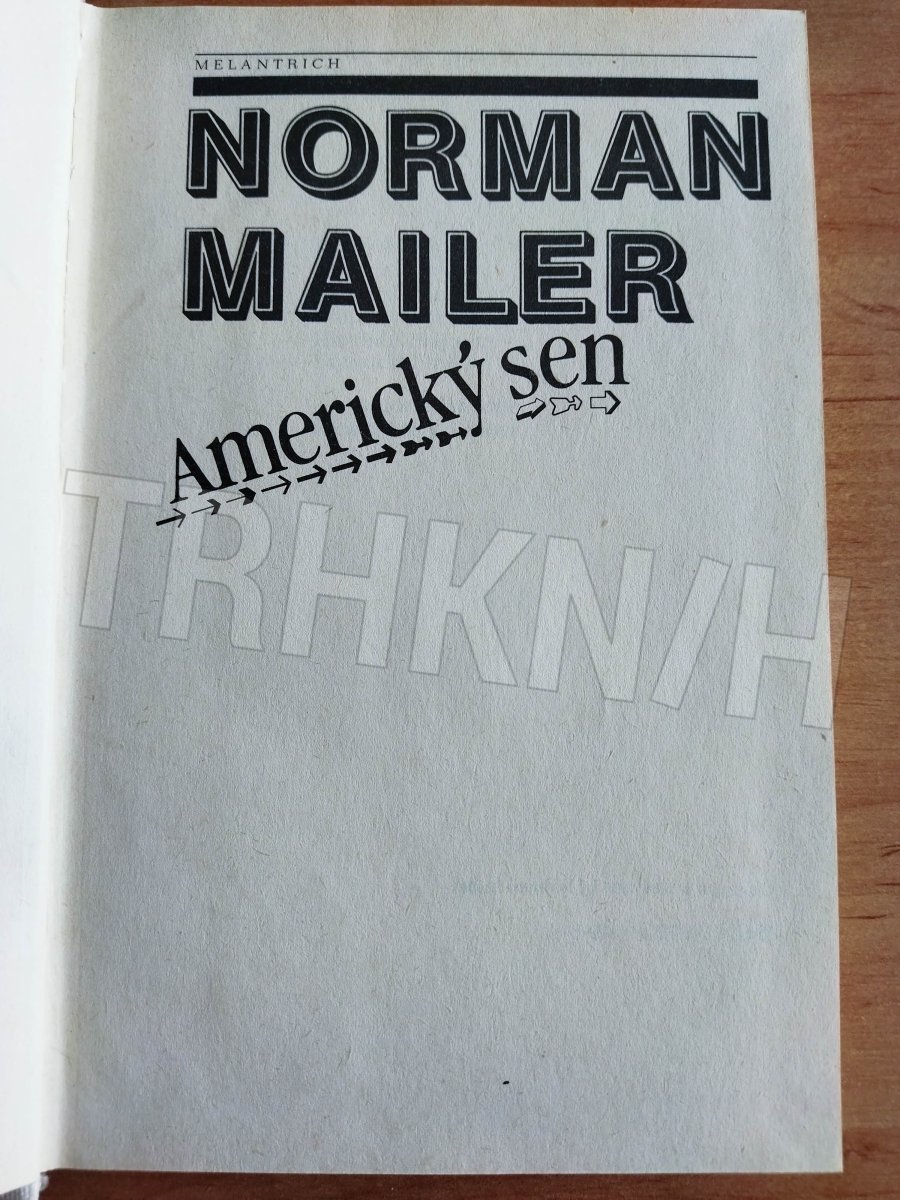 MELANTRICH
NORMAN
MAILER
Americký sen
TRHKNIH